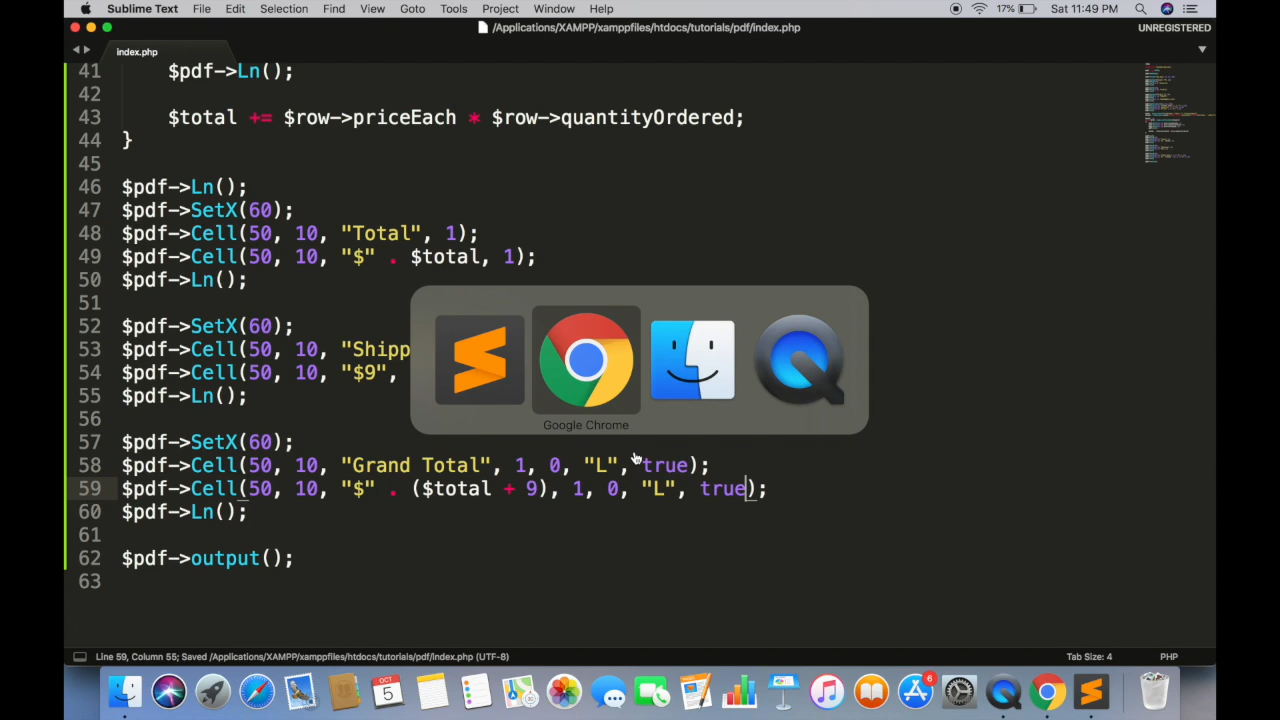 Sublime Text File Edit Selection Find View Goto Tools Project Window Help 17% Sat 11:49 PM
/Applications/XAMPP/xamppfiles/htdocs/tutorials/pdf/index.php UNREGISTERED
index.php
41 $pdf->Ln();
42
43 $total += $row->priceEach * $row->quantityOrdered;
44 }
45
46 $pdf->Ln();
47 $pdf->SetX(60);
48 $pdf->Cell(50, 10, "Total", 1);
49 $pdf->Cell(50, 10, "$" . $total, 1);
50 $pdf->Ln();
51
52 $pdf->SetX(60);
53 $pdf->Cell(50, 10, "Shipp
54 $pdf->Cell(50, 10, "$9",
55 $pdf->Ln();
56
57 $pdf->SetX(60);
58 $pdf->Cell(50, 10, "Grand Total", 1, 0, "L", true);
59 $pdf->Cell(50, 10, "$" . ($total + 9), 1, 0, "L", true);
60 $pdf->Ln();
61
62 $pdf->output();
63
Google Chrome
Line 59, Column 55; Saved /Applications/XAMPP/xamppfiles/htdocs/tutorials/pdf/index.php (UTF-8) Tab Size: 4 PHP
OCT
5
6